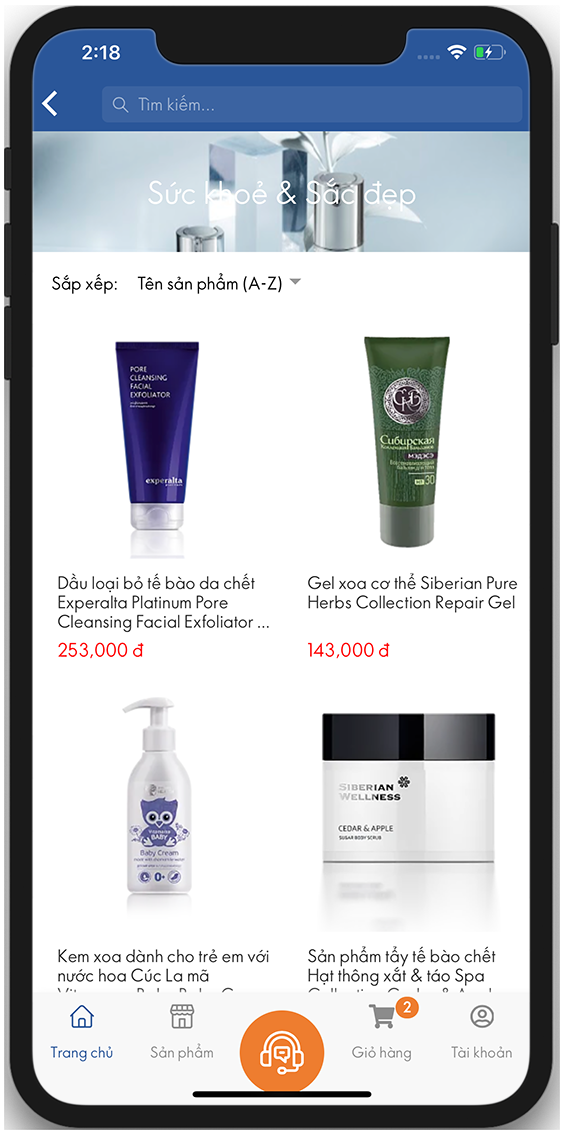 2:18
Tìm kiếm...
Sức khoẻ & Sắc đẹp
Sắp xếp: Tên sản phẩm (A-Z)
PORE
CLEANSING
FACIAL
EXFOLIATOR
experalta
Сибирская
МЭДЭСЭ
30
Dầu loại bỏ tế bào da chết
Experalta Platinum Pore
Cleansing Facial Exfoliator ...
253,000 đ
Gel xoa cơ thể Siberian Pure
Herbs Collection Repair Gel
143,000 đ
BABY
Baby Cream
0+
SIBERIAN
WELLNESS
CEDAR & APPLE
SUGAR BODY SCRUB
Kem xoa dành cho trẻ em với
nước hoa Cúc La mã
Sản phẩm tẩy tế bào chết
Hạt thông xắt & táo Spa
2
Trang chủ
Sản phẩm
Giỏ hàng
Tài khoản